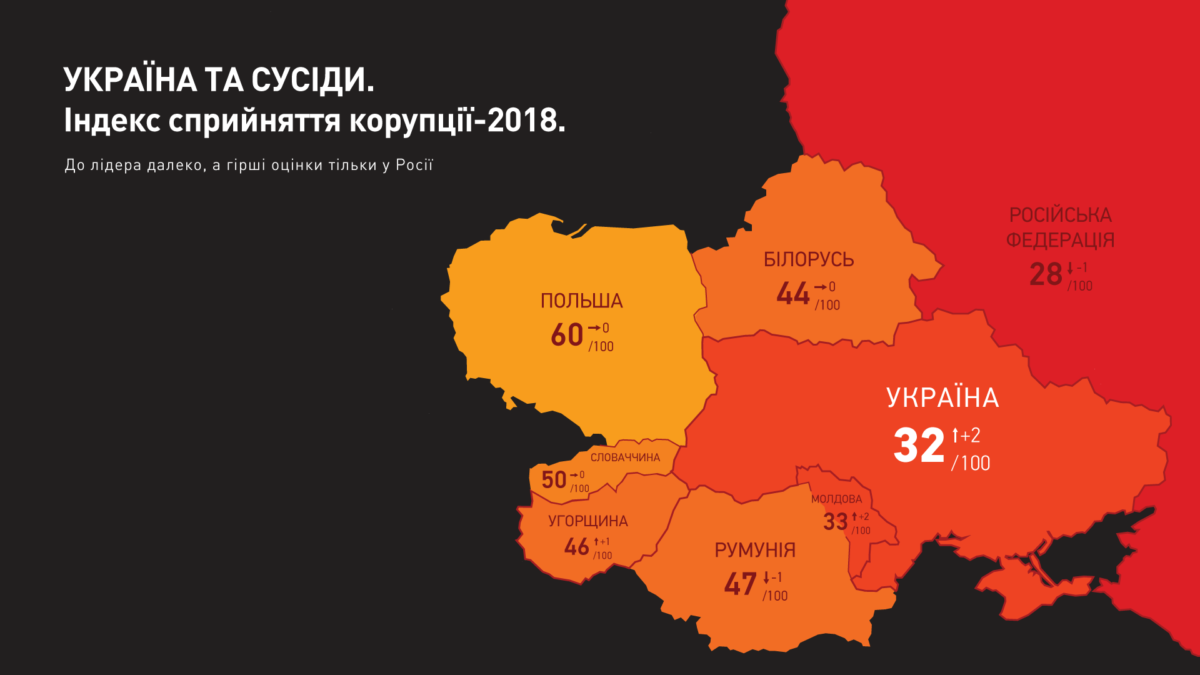 УКРАЇНА ТА СУСІДИ.
Індекс сприйняття корупції-2018.
До лідера далеко, а гірші оцінки тільки у Росії
РОСІЙСЬКА
ФЕДЕРАЦІЯ
28 ↓-1
/100
БІЛОРУСЬ
44 →0
/100
ПОЛЬША
60 →0
/100
УКРАЇНА
32 ↑+2
/100
СЛОВАЧЧИНА
50 →0
/100
МОЛДОВА
33 ↑+2
/100
УГОРЩИНА
46 ↑+1
/100
РУМУНІЯ
47 ↓-1
/100